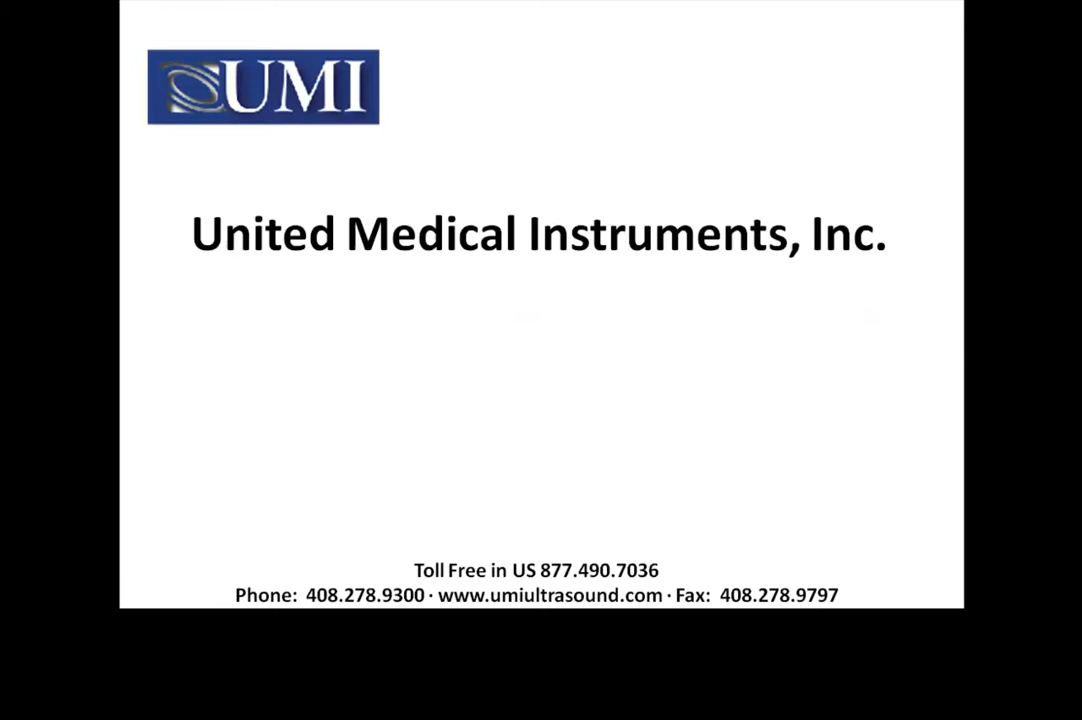 UMI
United Medical Instruments, Inc.
Toll Free in US 877.490.7036
Phone: 408.278.9300 · www.umiultrasound.com · Fax: 408.278.9797